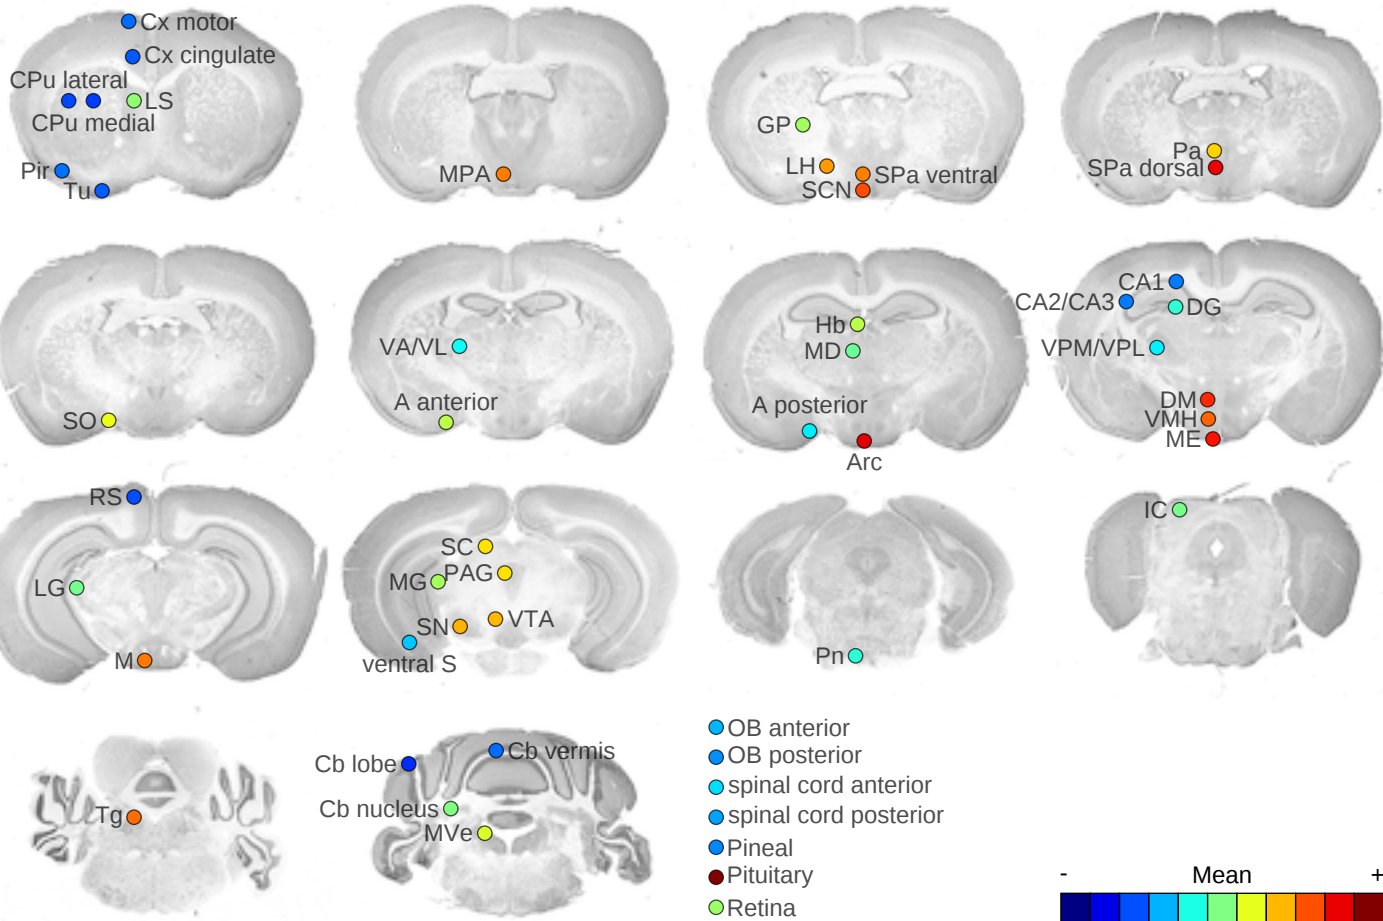 Cx motor
Cx cingulate
CPu lateral
LS
CPu medial
Pir
Tu
MPA
GP
LH
SPa ventral
SCN
Pa
SPa dorsal
SO
VA/VL
A anterior
Hb
MD
A posterior
Arc
CA1
CA2/CA3
DG
VPM/VPL
DM
VMH
ME
RS
LG
M
SC
MG
PAG
SN
VTA
ventral S
Pn
IC
Tg
Cb lobe
Cb vermis
Cb nucleus
MVe
OB anterior
OB posterior
spinal cord anterior
spinal cord posterior
Pineal
Pituitary
Retina
- Mean +